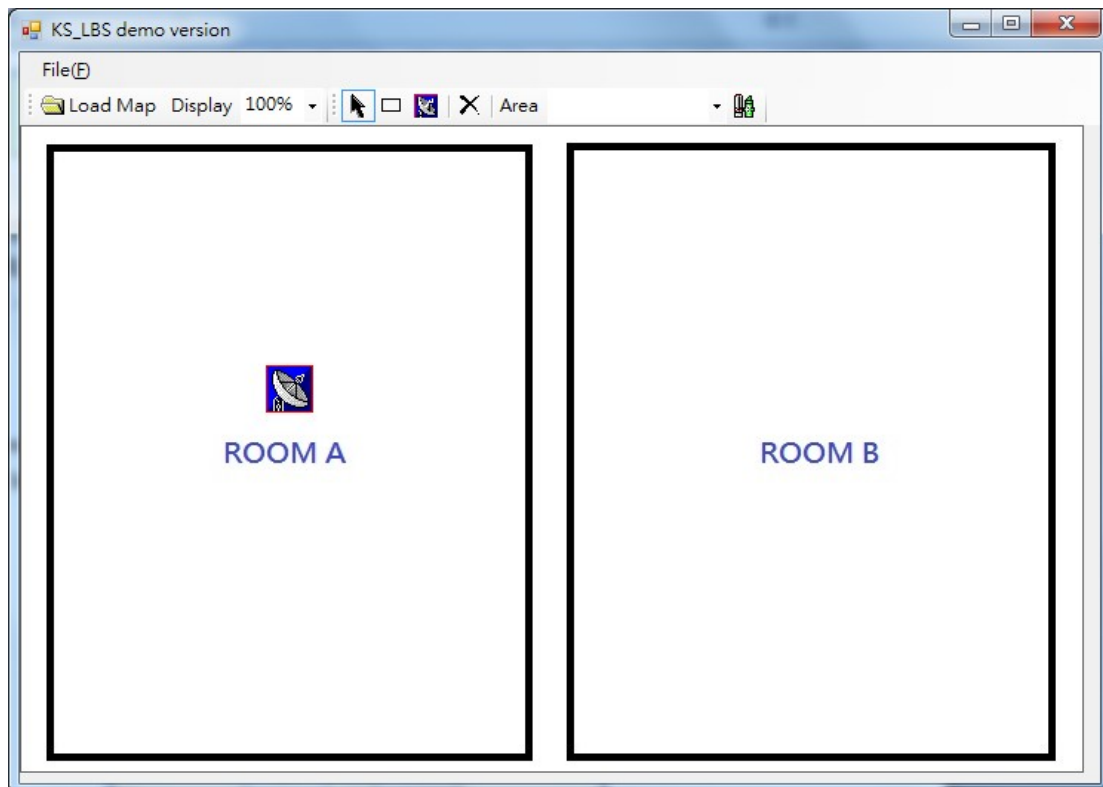 KS_LBS demo version
File(F)
Load Map Display 100% Area
ROOM A
ROOM B